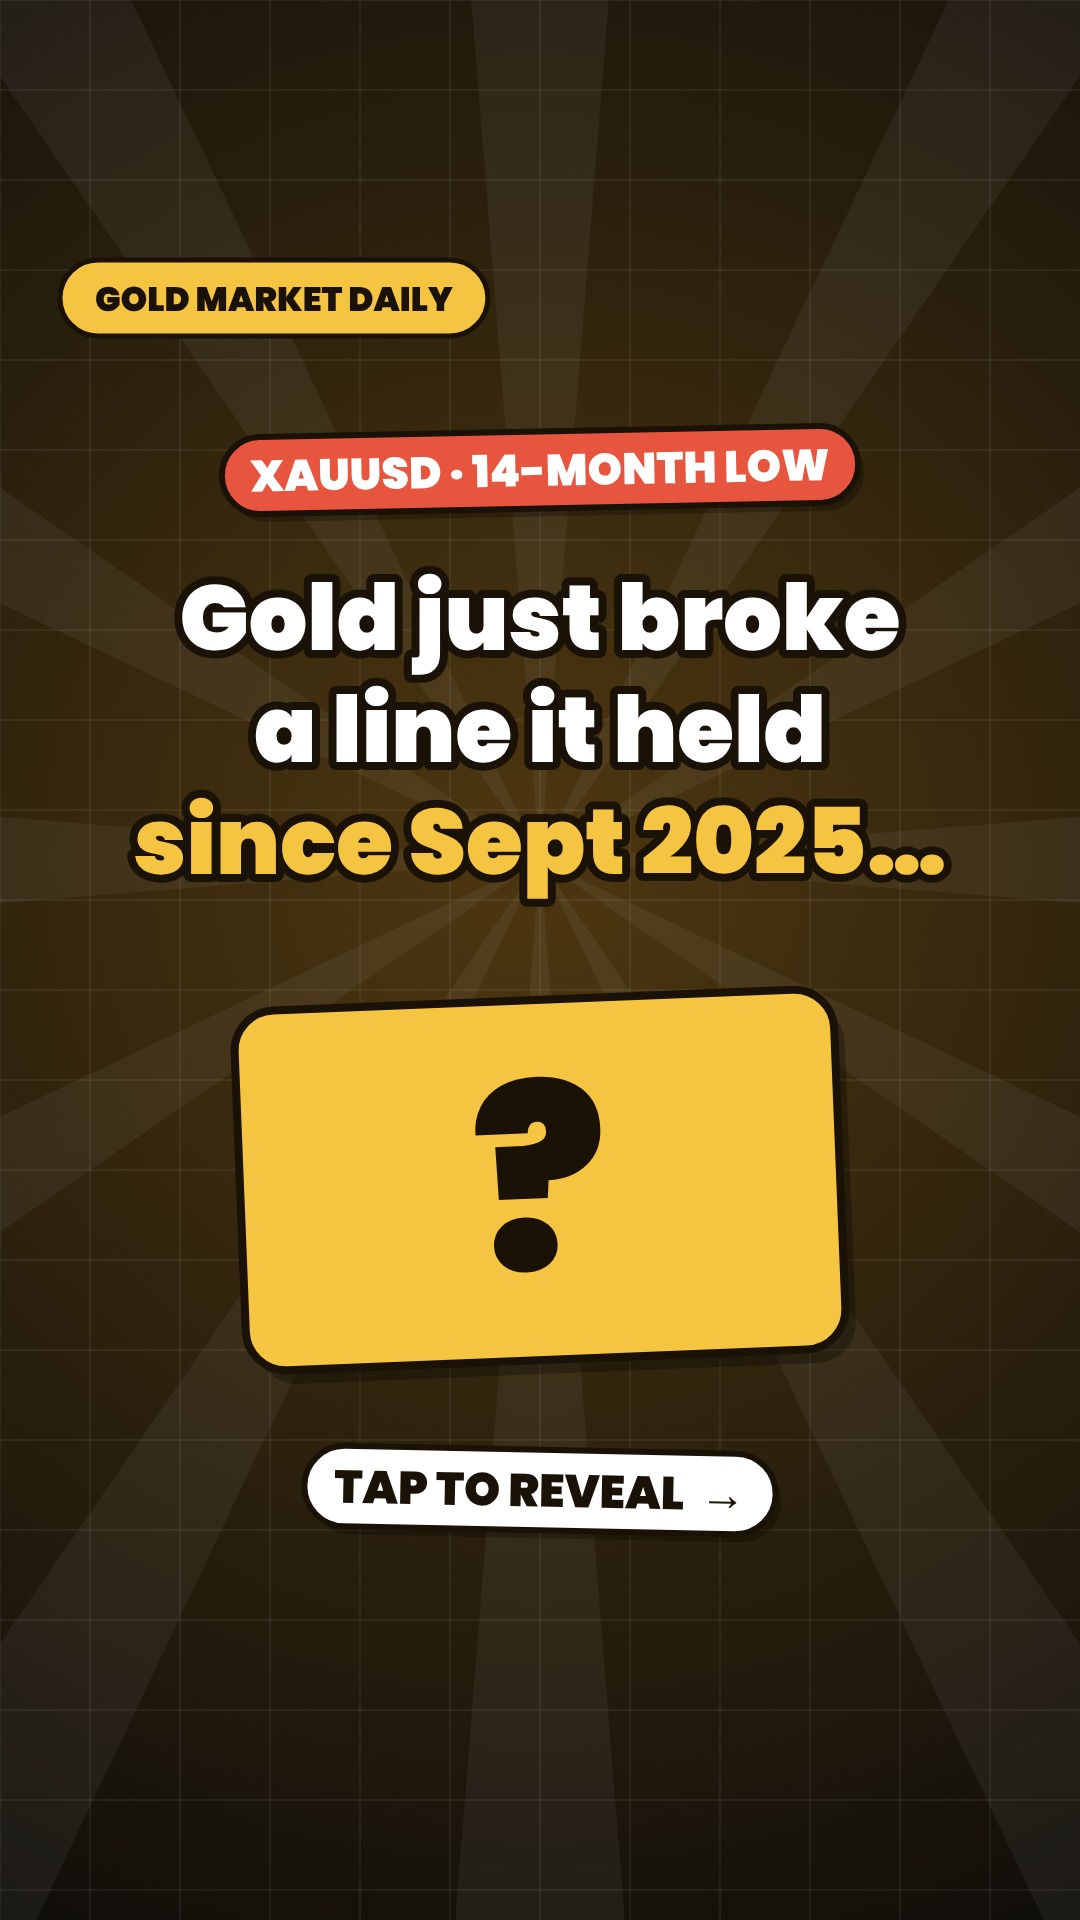 GOLD MARKET DAILY
XAUUSD · 14-MONTH LOW
Gold just broke
a line it held
since Sept 2025...
?
TAP TO REVEAL →